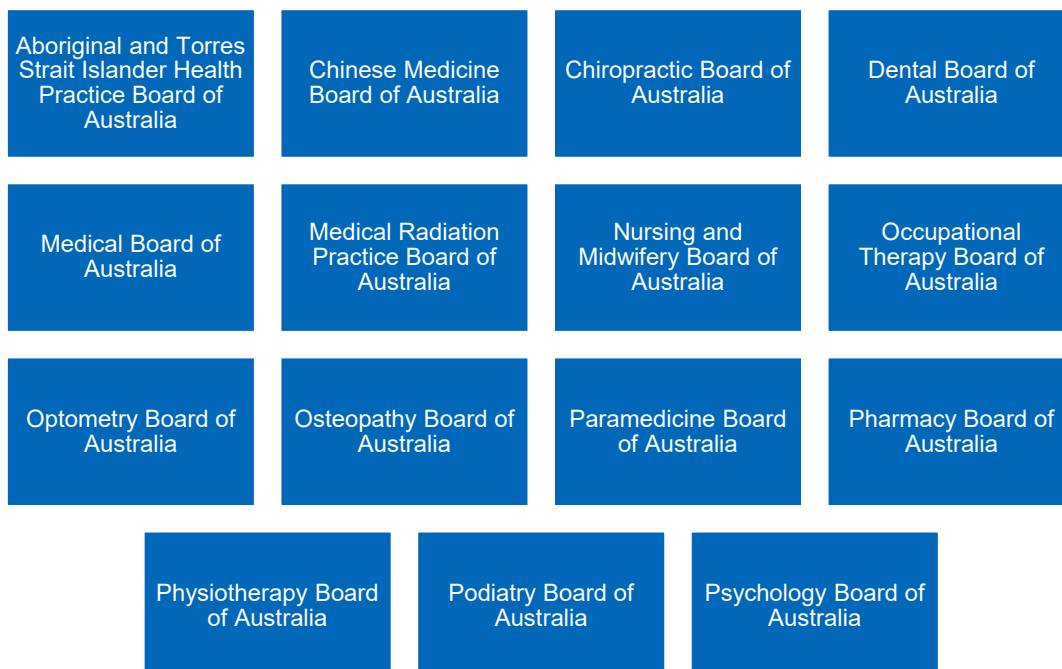 Aboriginal and Torres
Strait Islander Health
Practice Board of
Australia
Chinese Medicine
Board of Australia
Chiropractic Board of
Australia
Dental Board of
Australia
Medical Board of
Australia
Medical Radiation
Practice Board of
Australia
Nursing and
Midwifery Board of
Australia
Occupational
Therapy Board of
Australia
Optometry Board of
Australia
Osteopathy Board of
Australia
Paramedicine Board
of Australia
Pharmacy Board of
Australia
Physiotherapy Board
of Australia
Podiatry Board of
Australia
Psychology Board of
Australia